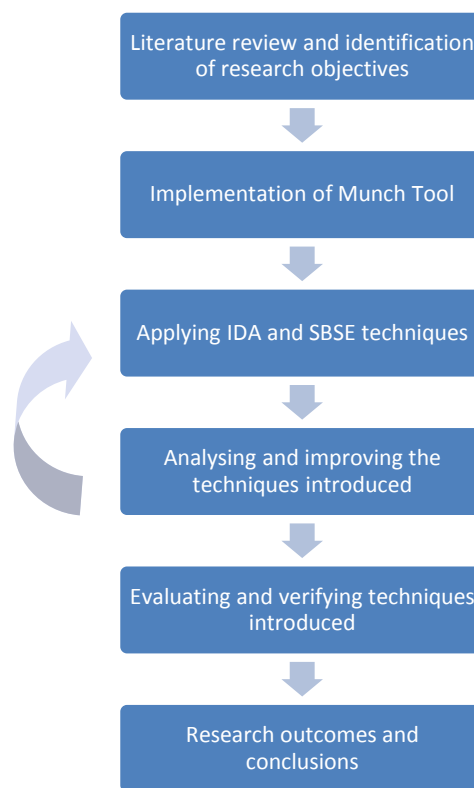 Literature review and identification
of research objectives
Implementation of Munch Tool
Applying IDA and SBSE techniques
Analysing and improving the
techniques introduced
Evaluating and verifying techniques
introduced
Research outcomes and
conclusions